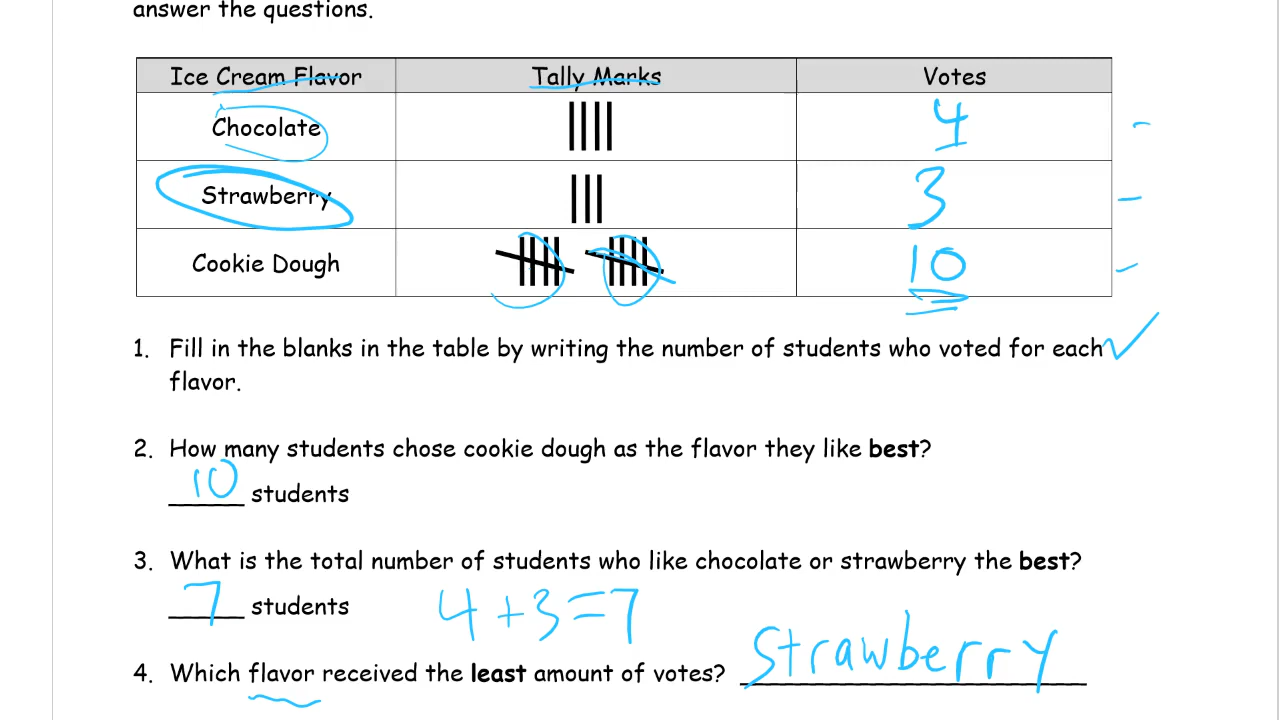 answer the questions.
Ice Cream Flavor Tally Marks Votes
Chocolate 4
Strawberry 3
Cookie Dough 10
1. Fill in the blanks in the table by writing the number of students who voted for each
flavor.
2. How many students chose cookie dough as the flavor they like best?
10 students
3. What is the total number of students who like chocolate or strawberry the best?
7 students 4+3=7
4. Which flavor received the least amount of votes? Strawberry